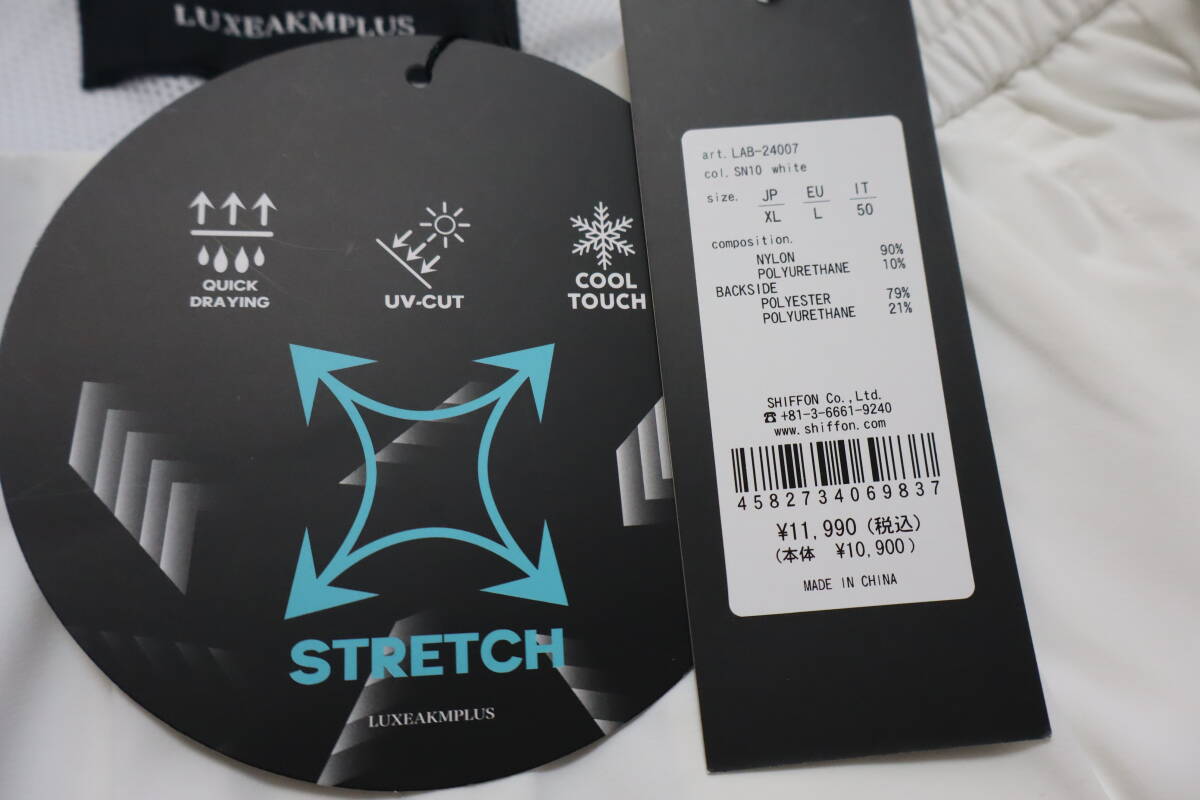 LUXEAKMPLUS
QUICK
DRAYING
UV-CUT
COOL
TOUCH
STRETCH
LUXEAKMPLUS
art. LAB-24007
col. SN10 white
size. JP EU IT
XL L 50
composition.
NYLON 90%
POLYURETHANE 10%
BACKSIDE
POLYESTER 79%
POLYURETHANE 21%
SHIFFON Co., Ltd.
☎ +81-3-6661-9240
www.shiffon.com
4582734069837
¥11,990 (税込)
(本体 ¥10,900)
MADE IN CHINA